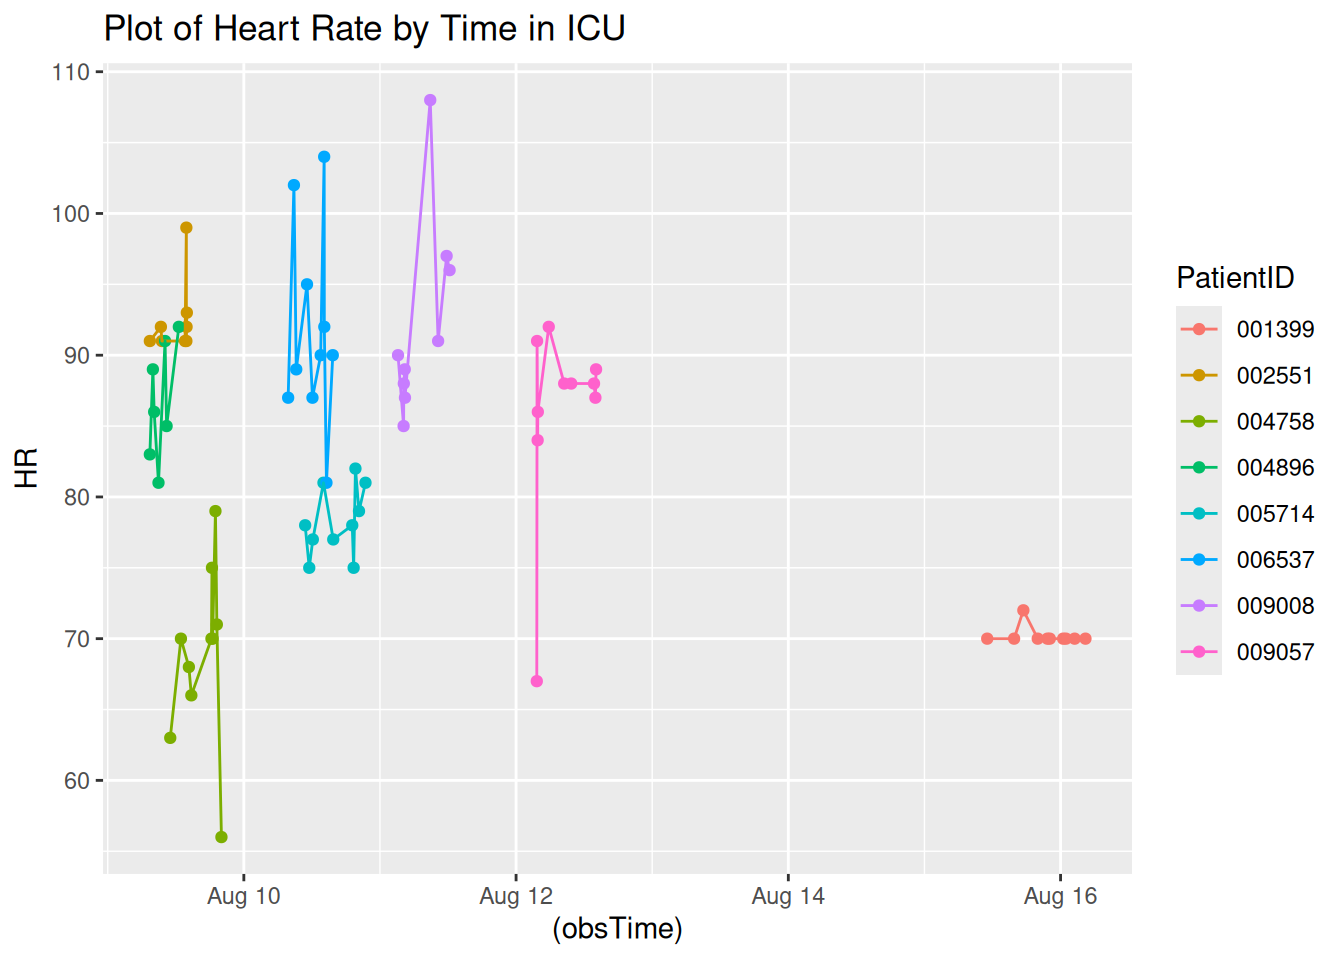 Plot of Heart Rate by Time in ICU
110
100
90
80
70
60
HR
Aug 10
Aug 12
Aug 14
Aug 16
(obsTime)
PatientID
001399
002551
004758
004896
005714
006537
009008
009057